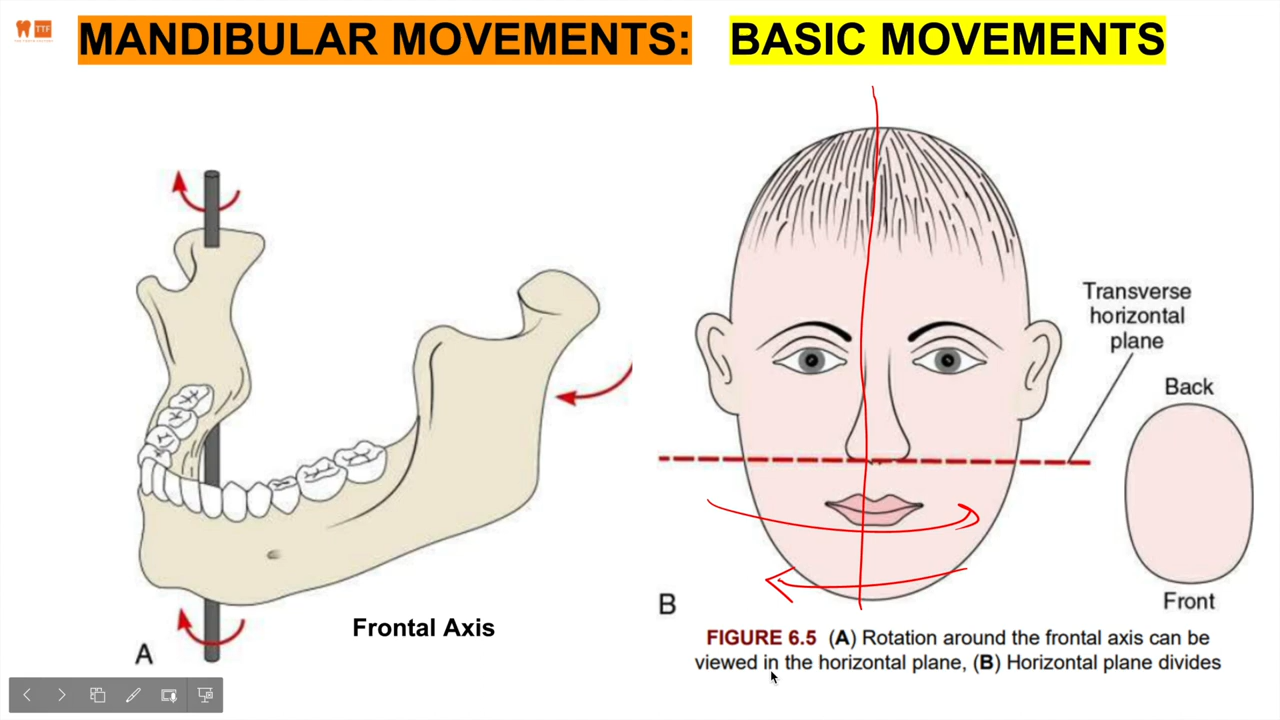 TTF
MANDIBULAR MOVEMENTS:
BASIC MOVEMENTS
Transverse
horizontal
plane
Back
Front
Frontal Axis
A
B
FIGURE 6.5 (A) Rotation around the frontal axis can be
viewed in the horizontal plane, (B) Horizontal plane divides